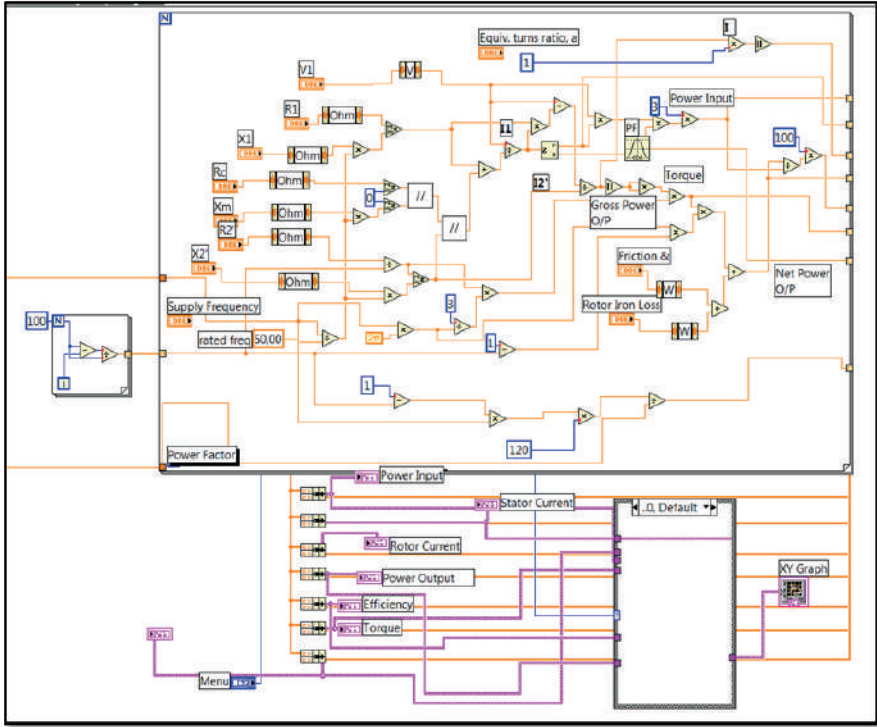 N
Equiv. turns ratio, a
I
1
V1
V
R1
Ohm
X1
Ohm
I1
3
Power Input
PF
100
Rc
Ohm
0
//
I2'
Torque
Xm
Ohm
//
Gross Power
O/P
R2'
Ohm
X2'
Ohm
Friction &
W
Net Power
O/P
Supply Frequency
3
Rotor Iron Loss
W
100
N
rated freq
50,00
1
i
1
120
Power Factor
Power Input
Stator Current
..0, Default
Rotor Current
XY Graph
Power Output
Efficiency
Torque
Menu